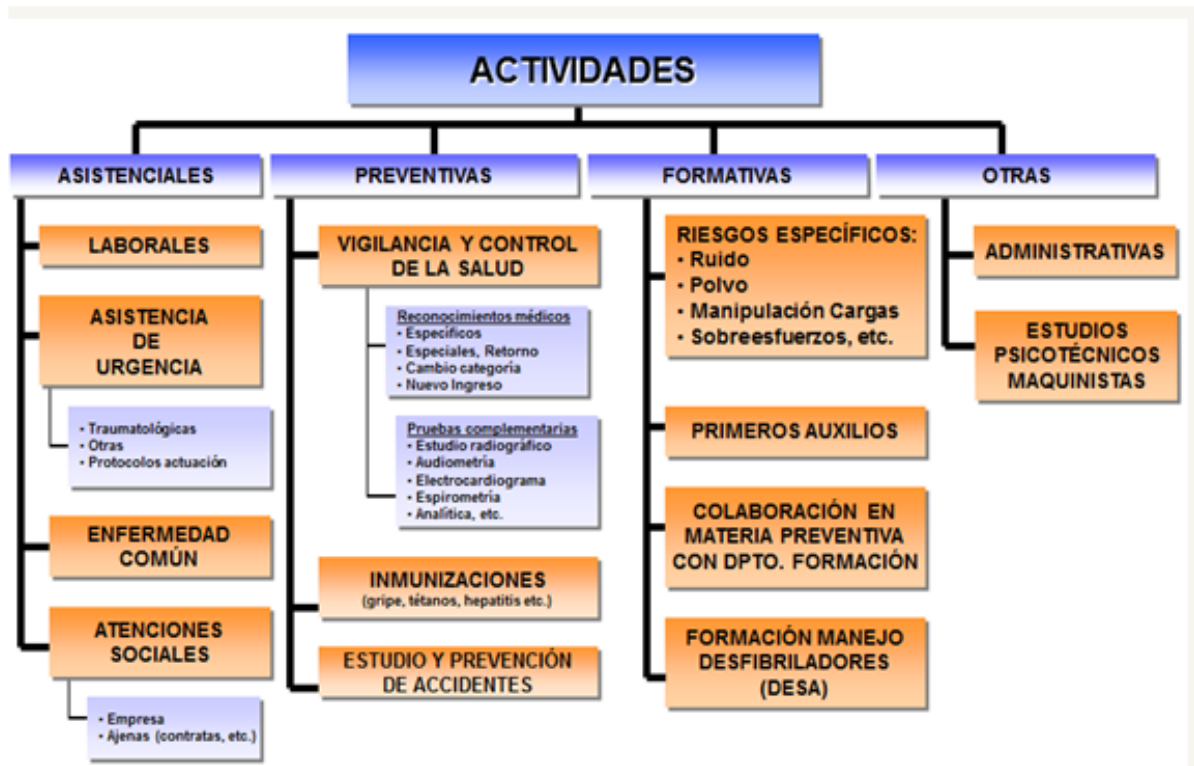 ACTIVIDADES
ASISTENCIALES
LABORALES
ASISTENCIA
DE
URGENCIA
• Traumatológicas
• Otras
• Protocolos actuación
ENFERMEDAD
COMÚN
ATENCIONES
SOCIALES
• Empresa
• Ajenas (contratas, etc.)
PREVENTIVAS
VIGILANCIA Y CONTROL
DE LA SALUD
Reconocimientos médicos
• Específicos
• Especiales, Retorno
• Cambio categoría
• Nuevo Ingreso
Pruebas complementarias
• Estudio radiográfico
• Audiometría
• Electrocardiograma
• Espirometría
• Analítica, etc.
INMUNIZACIONES
(gripe, tétanos, hepatitis etc.)
ESTUDIO Y PREVENCIÓN
DE ACCIDENTES
FORMATIVAS
RIESGOS ESPECÍFICOS:
• Ruido
• Polvo
• Manipulación Cargas
• Sobreesfuerzos, etc.
PRIMEROS AUXILIOS
COLABORACIÓN EN
MATERIA PREVENTIVA
CON DPTO. FORMACIÓN
FORMACIÓN MANEJO
DESFIBRILADORES
(DESA)
OTRAS
ADMINISTRATIVAS
ESTUDIOS
PSICOTÉCNICOS
MAQUINISTAS